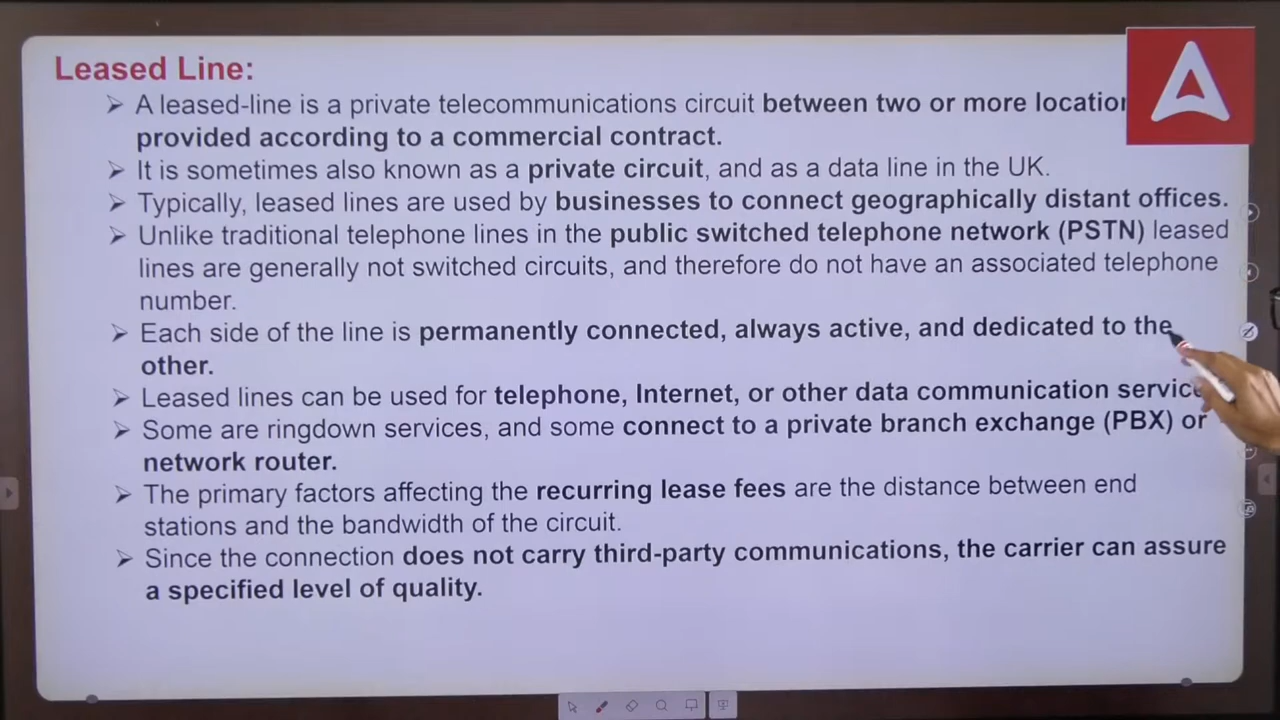 Leased Line:
➢ A leased-line is a private telecommunications circuit between two or more
provided according to a commercial contract.
➢ It is sometimes also known as a private circuit, and as a data line in the UK.
➢ Typically, leased lines are used by businesses to connect geographically distant offices.
➢ Unlike traditional telephone lines in the public switched telephone network (PSTN) leased
lines are generally not switched circuits, and therefore do not have an associated telephone
number.
➢ Each side of the line is permanently connected, always active, and dedicated to the
other.
➢ Leased lines can be used for telephone, Internet, or other data communication
➢ Some are ringdown services, and some connect to a private branch exchange (PBX) or
network router.
➢ The primary factors affecting the recurring lease fees are the distance between end
stations and the bandwidth of the circuit.
➢ Since the connection does not carry third-party communications, the carrier can assure
a specified level of quality.